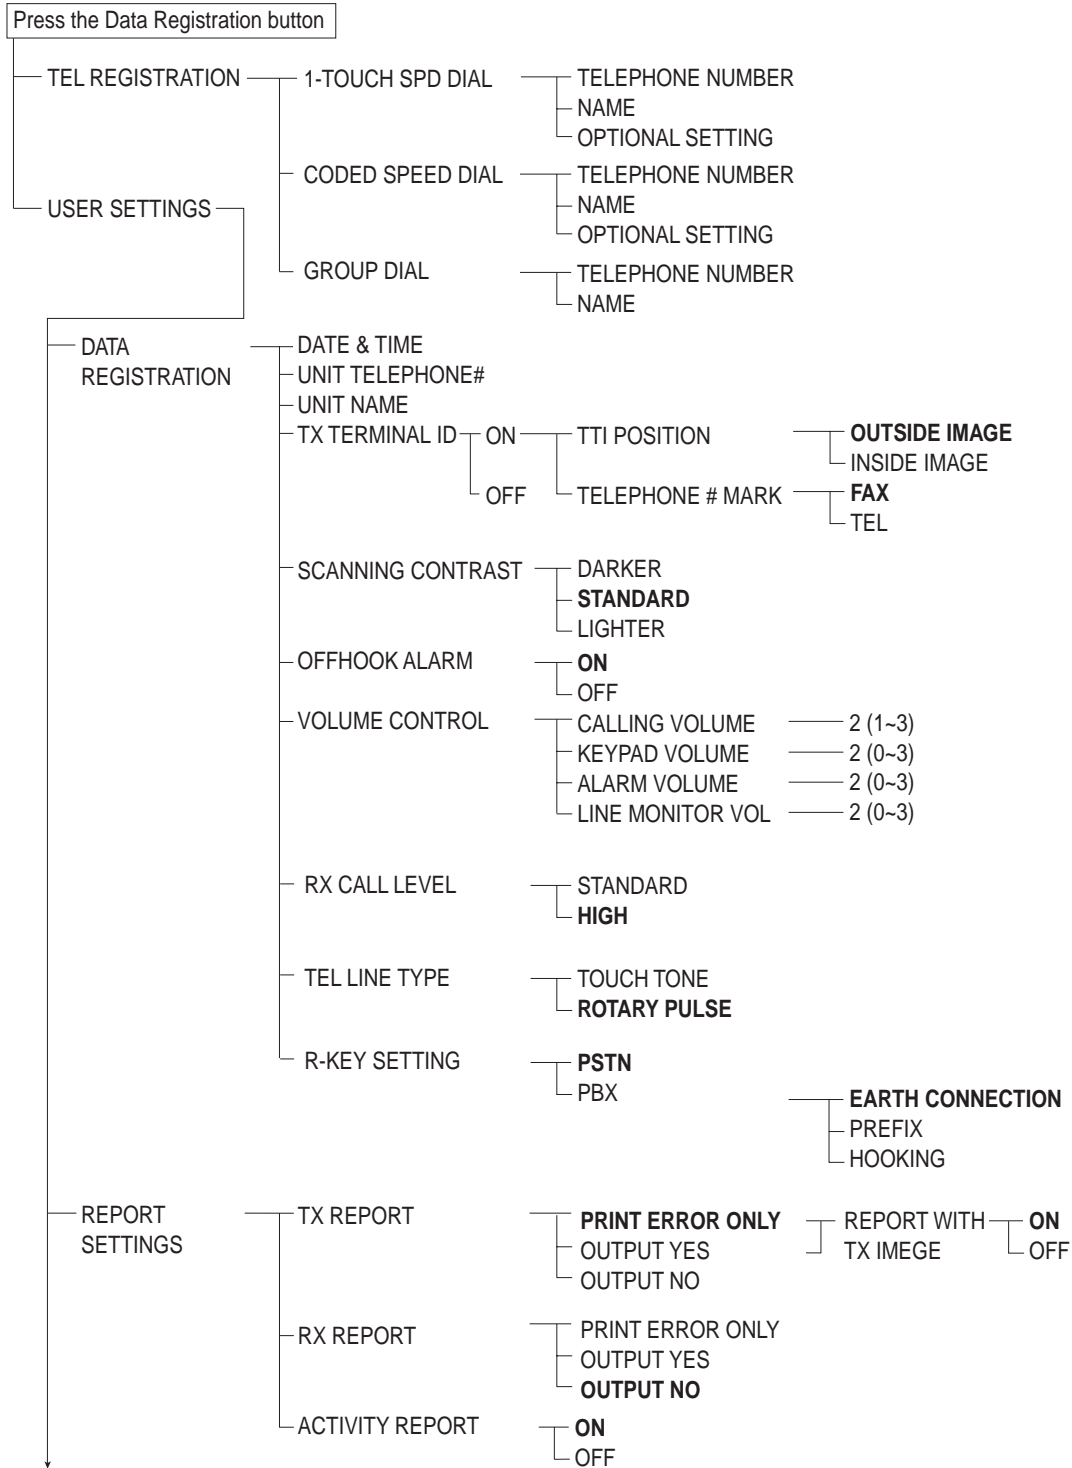 Press the Data Registration button
TEL REGISTRATION 1-TOUCH SPD DIAL TELEPHONE NUMBER
NAME
OPTIONAL SETTING
CODED SPEED DIAL TELEPHONE NUMBER
USER SETTINGS NAME
OPTIONAL SETTING
GROUP DIAL TELEPHONE NUMBER
NAME
DATA DATE & TIME
REGISTRATION UNIT TELEPHONE#
UNIT NAME
TX TERMINAL ID ON TTI POSITION OUTSIDE IMAGE
INSIDE IMAGE
OFF TELEPHONE # MARK FAX
TEL
SCANNING CONTRAST DARKER
STANDARD
LIGHTER
OFFHOOK ALARM ON
OFF
VOLUME CONTROL CALLING VOLUME 2 (1~3)
KEYPAD VOLUME 2 (0~3)
ALARM VOLUME 2 (0~3)
LINE MONITOR VOL 2 (0~3)
RX CALL LEVEL STANDARD
HIGH
TEL LINE TYPE TOUCH TONE
ROTARY PULSE
R-KEY SETTING PSTN
PBX EARTH CONNECTION
PREFIX
HOOKING
REPORT TX REPORT PRINT ERROR ONLY REPORT WITH ON
SETTINGS OUTPUT YES TX IMEGE OFF
OUTPUT NO
RX REPORT PRINT ERROR ONLY
OUTPUT YES
OUTPUT NO
ACTIVITY REPORT ON
OFF